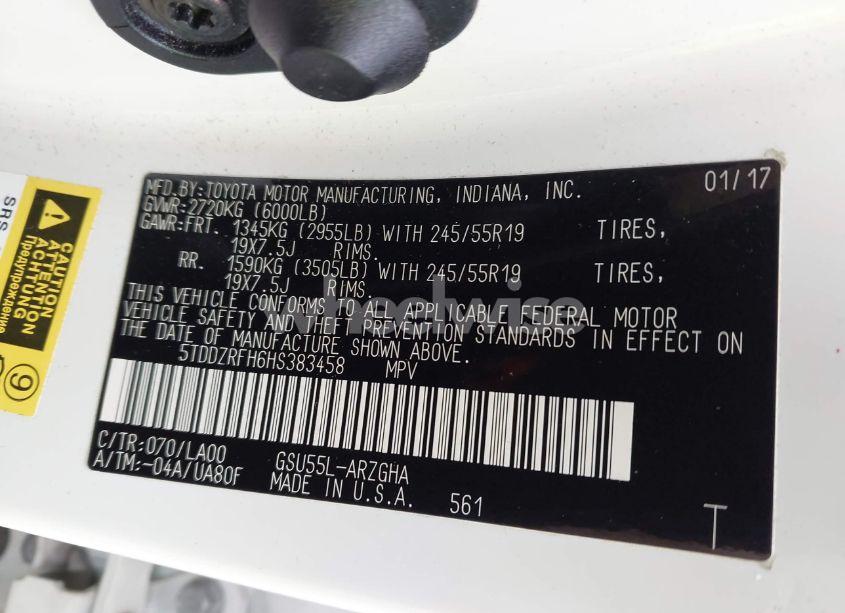 MFD.BY:TOYOTA MOTOR MANUFACTURING, INDIANA, INC. 01/17
GVWR:2720KG (6000LB)
GAWR:FRT. 1345KG (2955LB) WITH 245/55R19 TIRES,
19X7.5J RIMS.
RR. 1590KG (3505LB) WITH 245/55R19 TIRES,
19X7.5J RIMS.
THIS VEHICLE CONFORMS TO ALL APPLICABLE FEDERAL MOTOR
VEHICLE SAFETY AND THEFT PREVENTION STANDARDS IN EFFECT ON
THE DATE OF MANUFACTURE SHOWN ABOVE.
5TDDZRFH6HS383458 MPV
C/TR:070/LA00 GSU55L-ARZGHA
A/TM:-04A/UA80F MADE IN U.S.A. 561
T
wheelwise
SRS
CAUTION
ATTENTION
ACHTUNG
Предупреждение
9